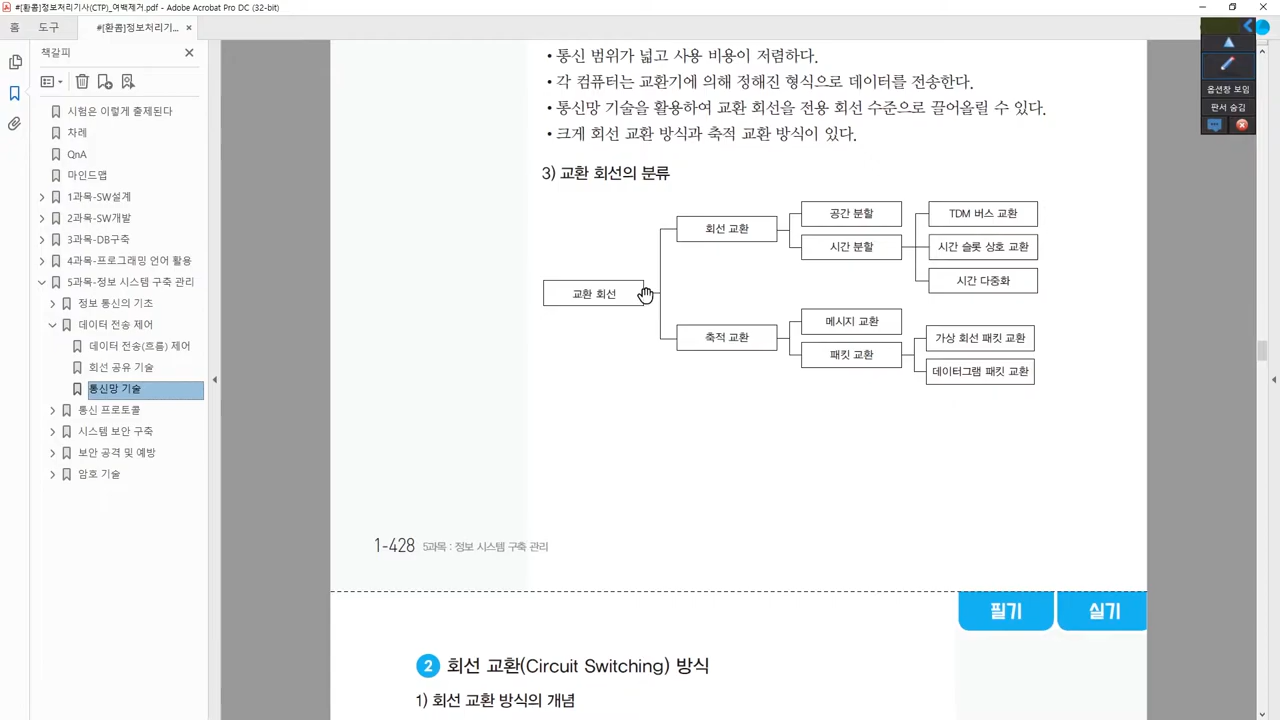 #[환콤]정보처리기사(CTP)_여백제거.pdf - Adobe Acrobat Pro DC (32-bit)
홈
도구
#[환콤]정보처리기...
책갈피
시험은 이렇게 출제된다
차례
QnA
마인드맵
1과목-SW설계
2과목-SW개발
3과목-DB구축
4과목-프로그래밍 언어 활용
5과목-정보 시스템 구축 관리
정보 통신의 기초
데이터 전송 제어
데이터 전송(흐름) 제어
회선 공유 기술
통신망 기술
통신 프로토콜
시스템 보안 구축
보안 공격 및 예방
암호 기술
• 통신 범위가 넓고 사용 비용이 저렴하다.
• 각 컴퓨터는 교환기에 의해 정해진 형식으로 데이터를 전송한다.
• 통신망 기술을 활용하여 교환 회선을 전용 회선 수준으로 끌어올릴 수 있다.
• 크게 회선 교환 방식과 축적 교환 방식이 있다.
3) 교환 회선의 분류
교환 회선
회선 교환
공간 분할
시간 분할
TDM 버스 교환
시간 슬롯 상호 교환
시간 다중화
축적 교환
메시지 교환
패킷 교환
가상 회선 패킷 교환
데이터그램 패킷 교환
1-428 5과목 : 정보 시스템 구축 관리
필기
실기
2 회선 교환(Circuit Switching) 방식
1) 회선 교환 방식의 개념
옵션창 보임
판서 숨김